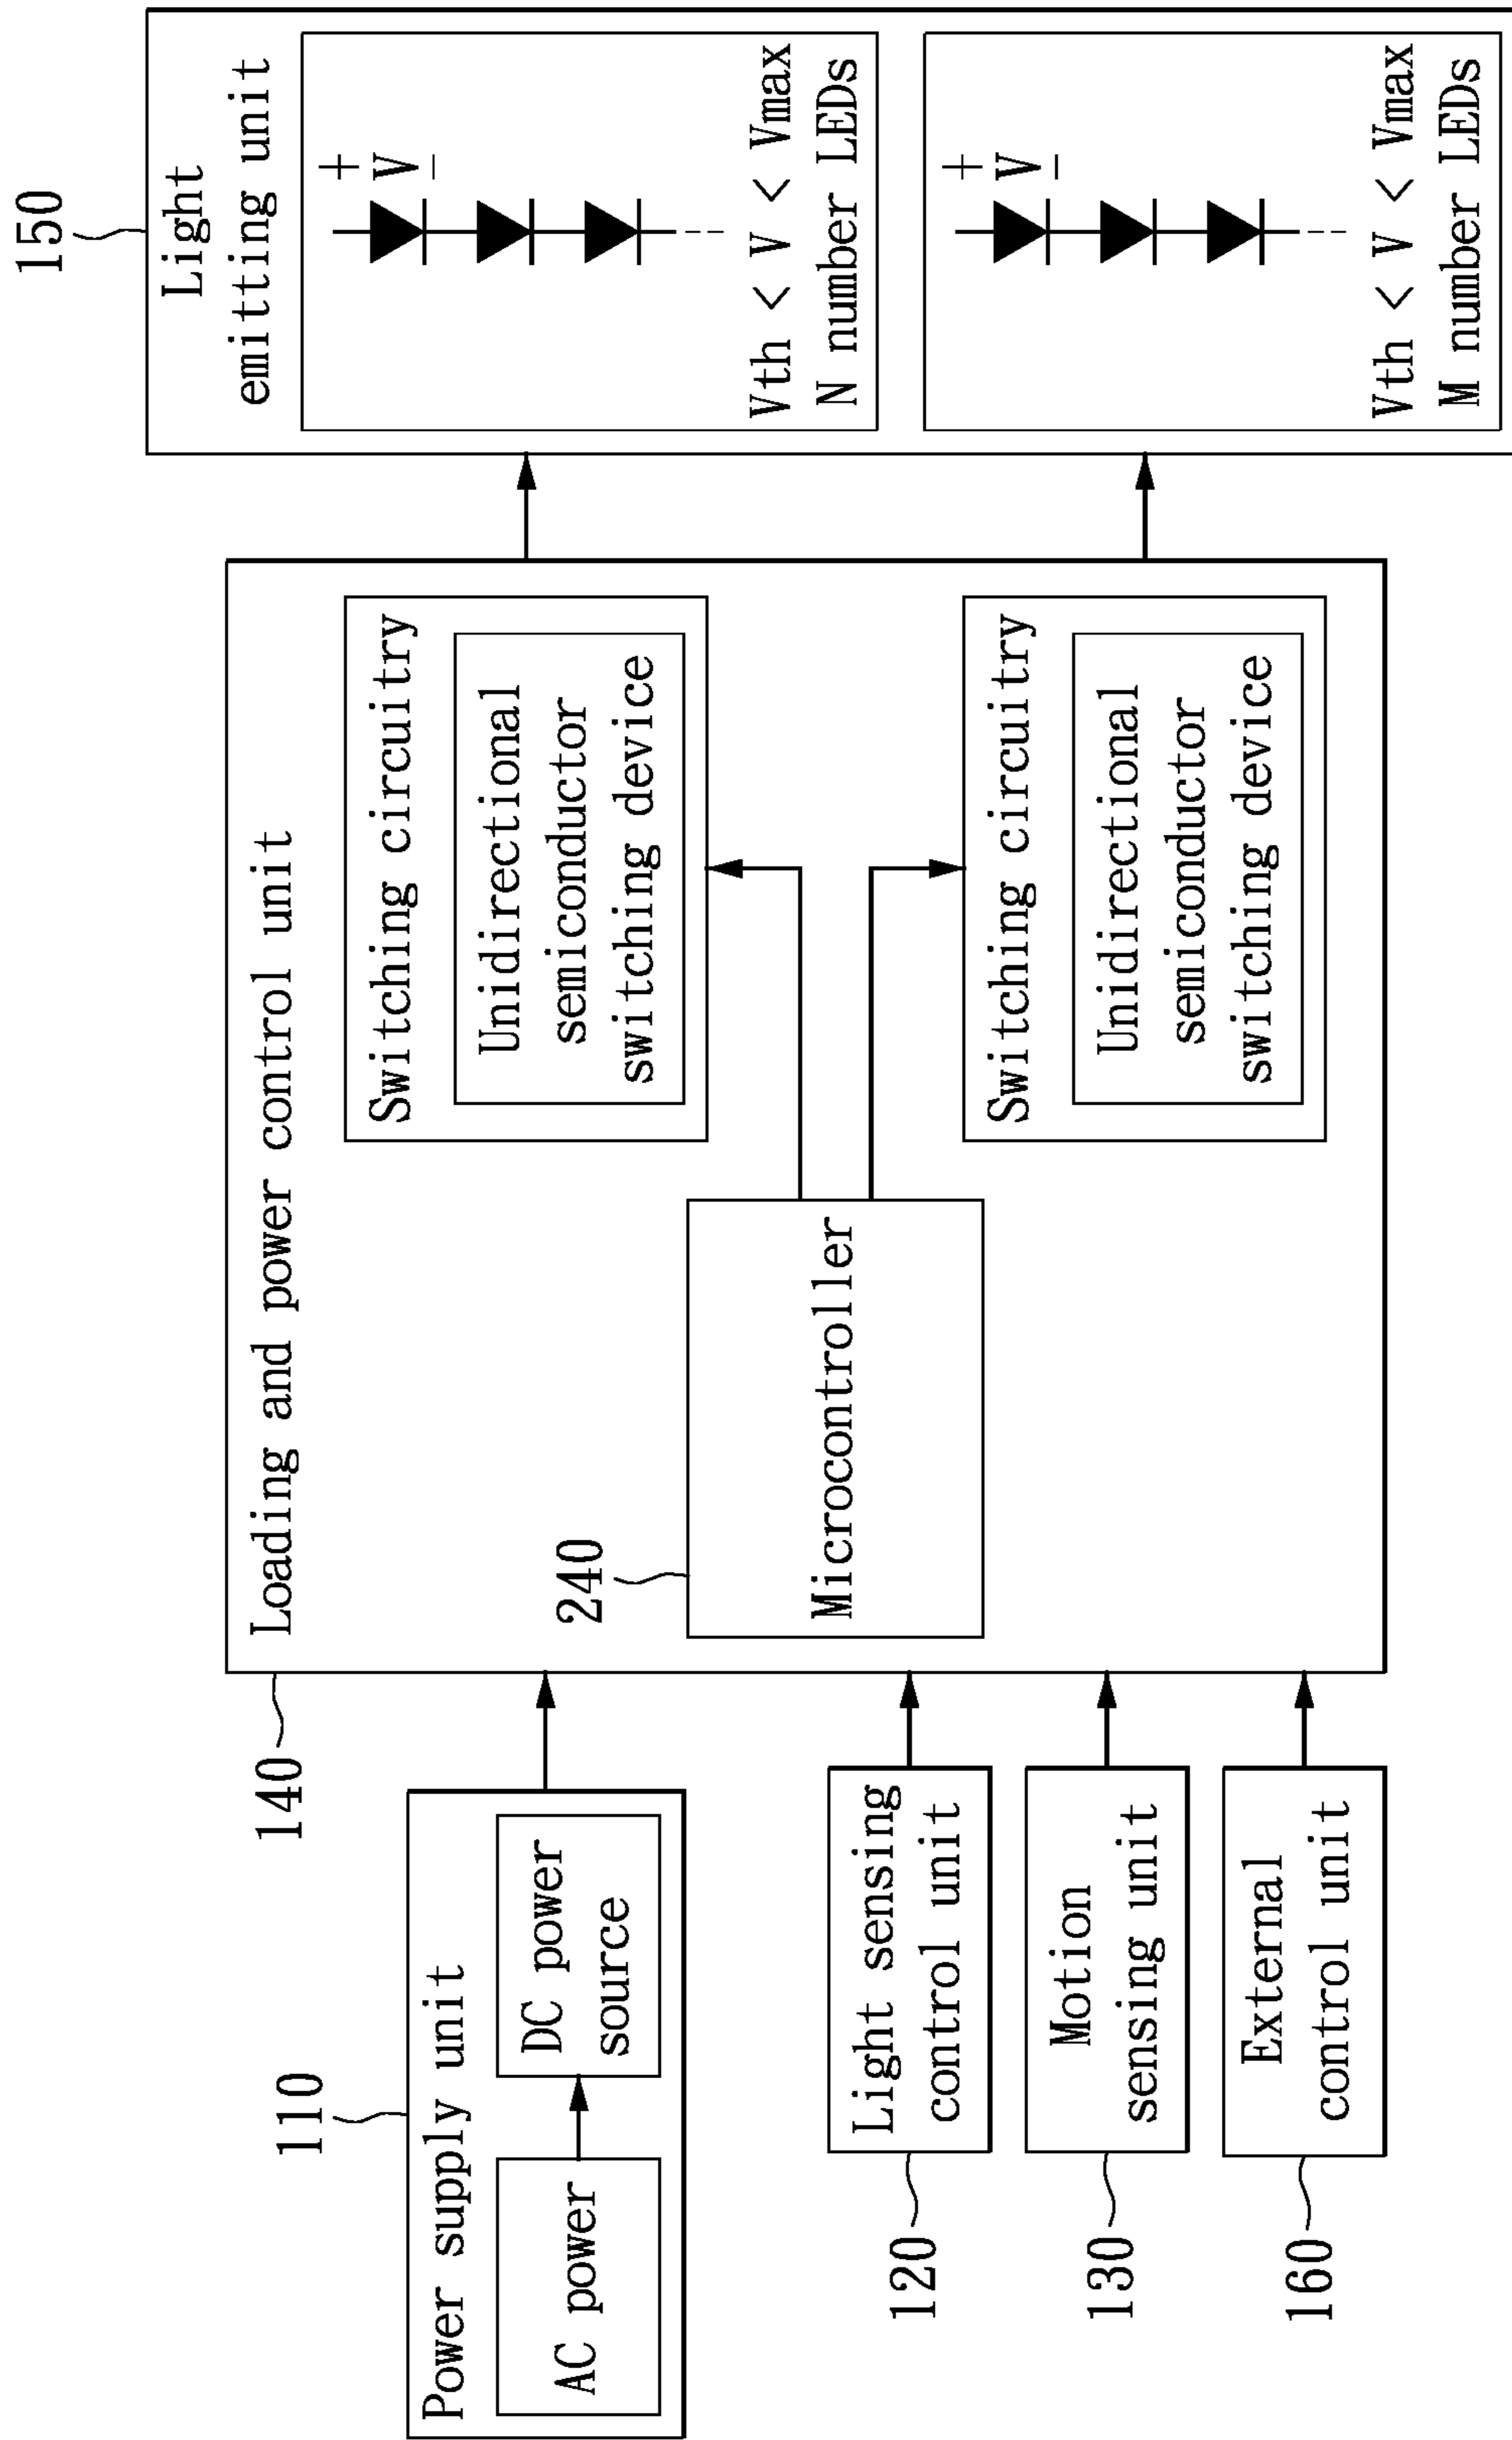 110
Power supply unit
AC power
DC power
source
120
Light sensing
control unit
130
Motion
sensing unit
160
External
control unit
140
Loading and power control unit
240
Microcontroller
Switching circuitry
Unidirectional
semiconductor
switching device
Switching circuitry
Unidirectional
semiconductor
switching device
150
Light
emitting unit
+
V
−
Vth < V < Vmax
N number LEDs
+
V
−
Vth < V < Vmax
M number LEDs